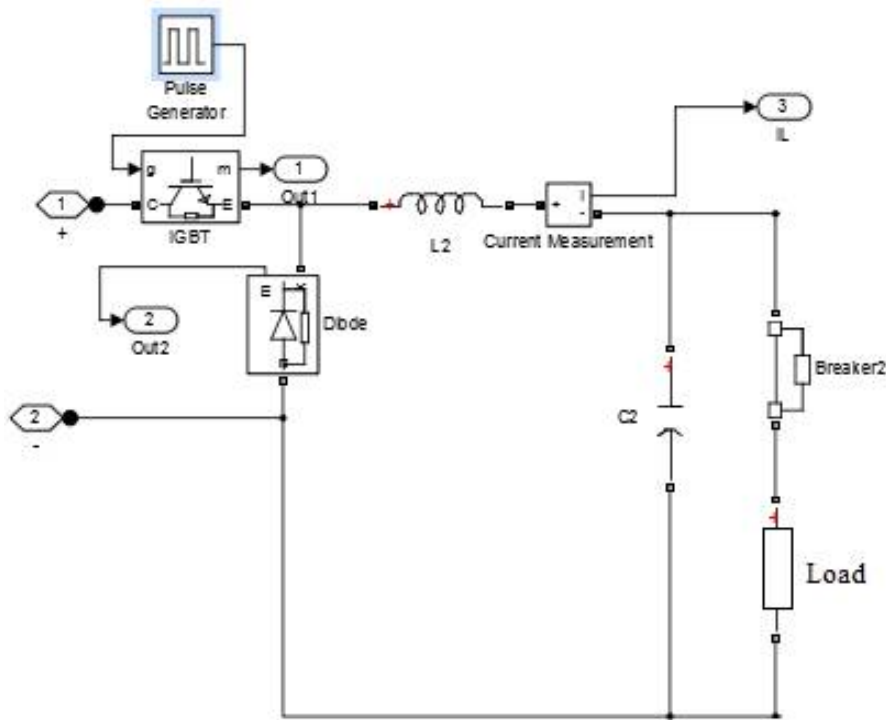 Pulse
Generator
3
IL
g
m
1
Out1
1
+
C
E
IGBT
+
L2
+
i
-
Current Measurement
m
k
Diode
a
2
Out2
2
-
+
C2
Breaker2
+
Load